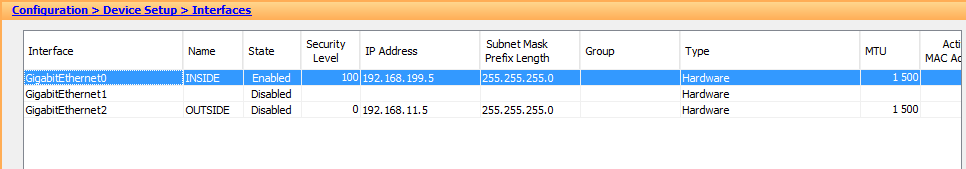 Configuration > Device Setup > Interfaces
Interface Name State Security Level IP Address Subnet Mask Prefix Length Group Type MTU Acti MAC Ad
GigabitEthernet0 INSIDE Enabled 100 192.168.199.5 255.255.255.0 Hardware 1 500
GigabitEthernet1 Disabled Hardware
GigabitEthernet2 OUTSIDE Disabled 0 192.168.11.5 255.255.255.0 Hardware 1 500